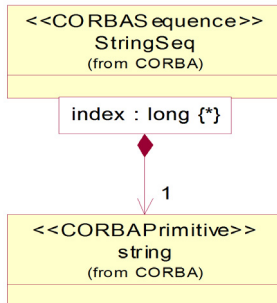 <<CORBASequence>>
StringSeq
(from CORBA)
index : long {*}
1
<<CORBAPrimitive>>
string
(from CORBA)